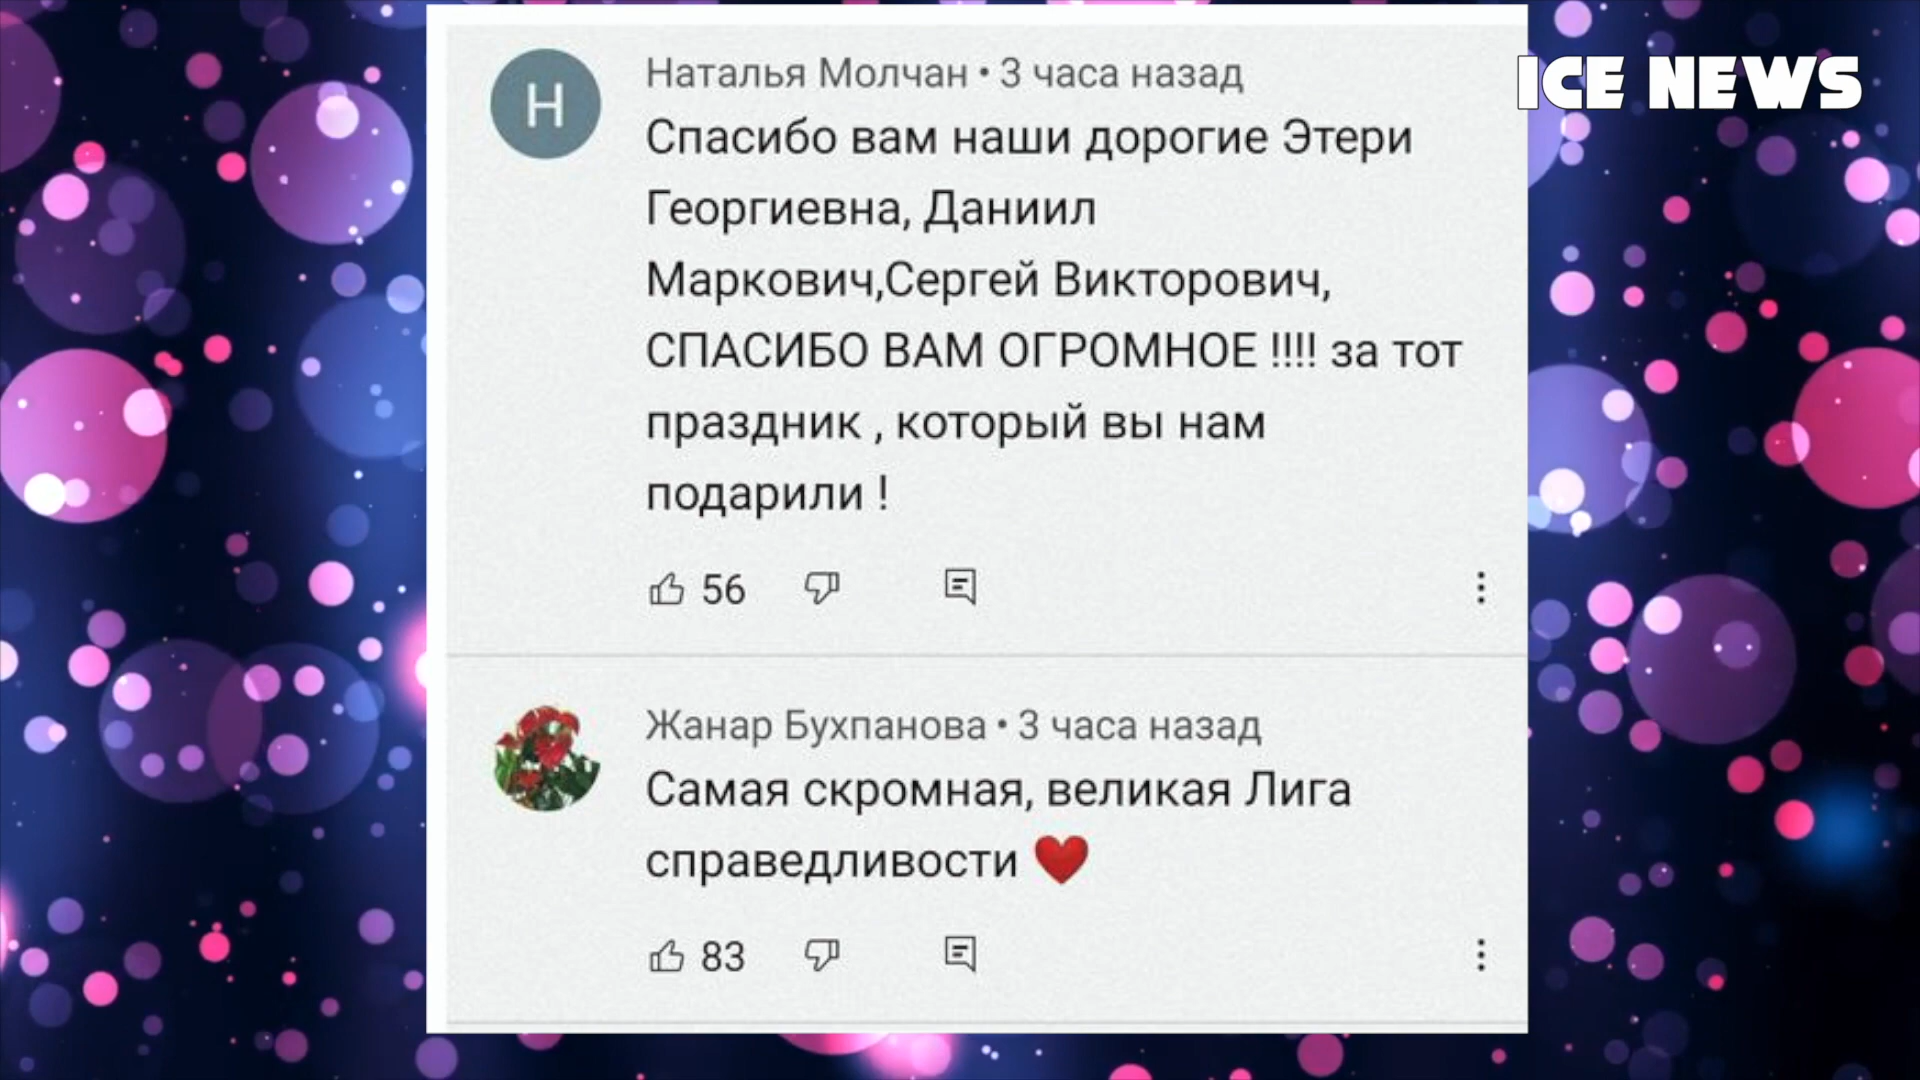 ICE NEWS
Н
Наталья Молчан • 3 часа назад
Спасибо вам наши дорогие Этери
Георгиевна, Даниил
Маркович,Сергей Викторович,
СПАСИБО ВАМ ОГРОМНОЕ !!!! за тот
праздник , который вы нам
подарили !
56
Жанар Бухпанова • 3 часа назад
Самая скромная, великая Лига
справедливости ❤️
83